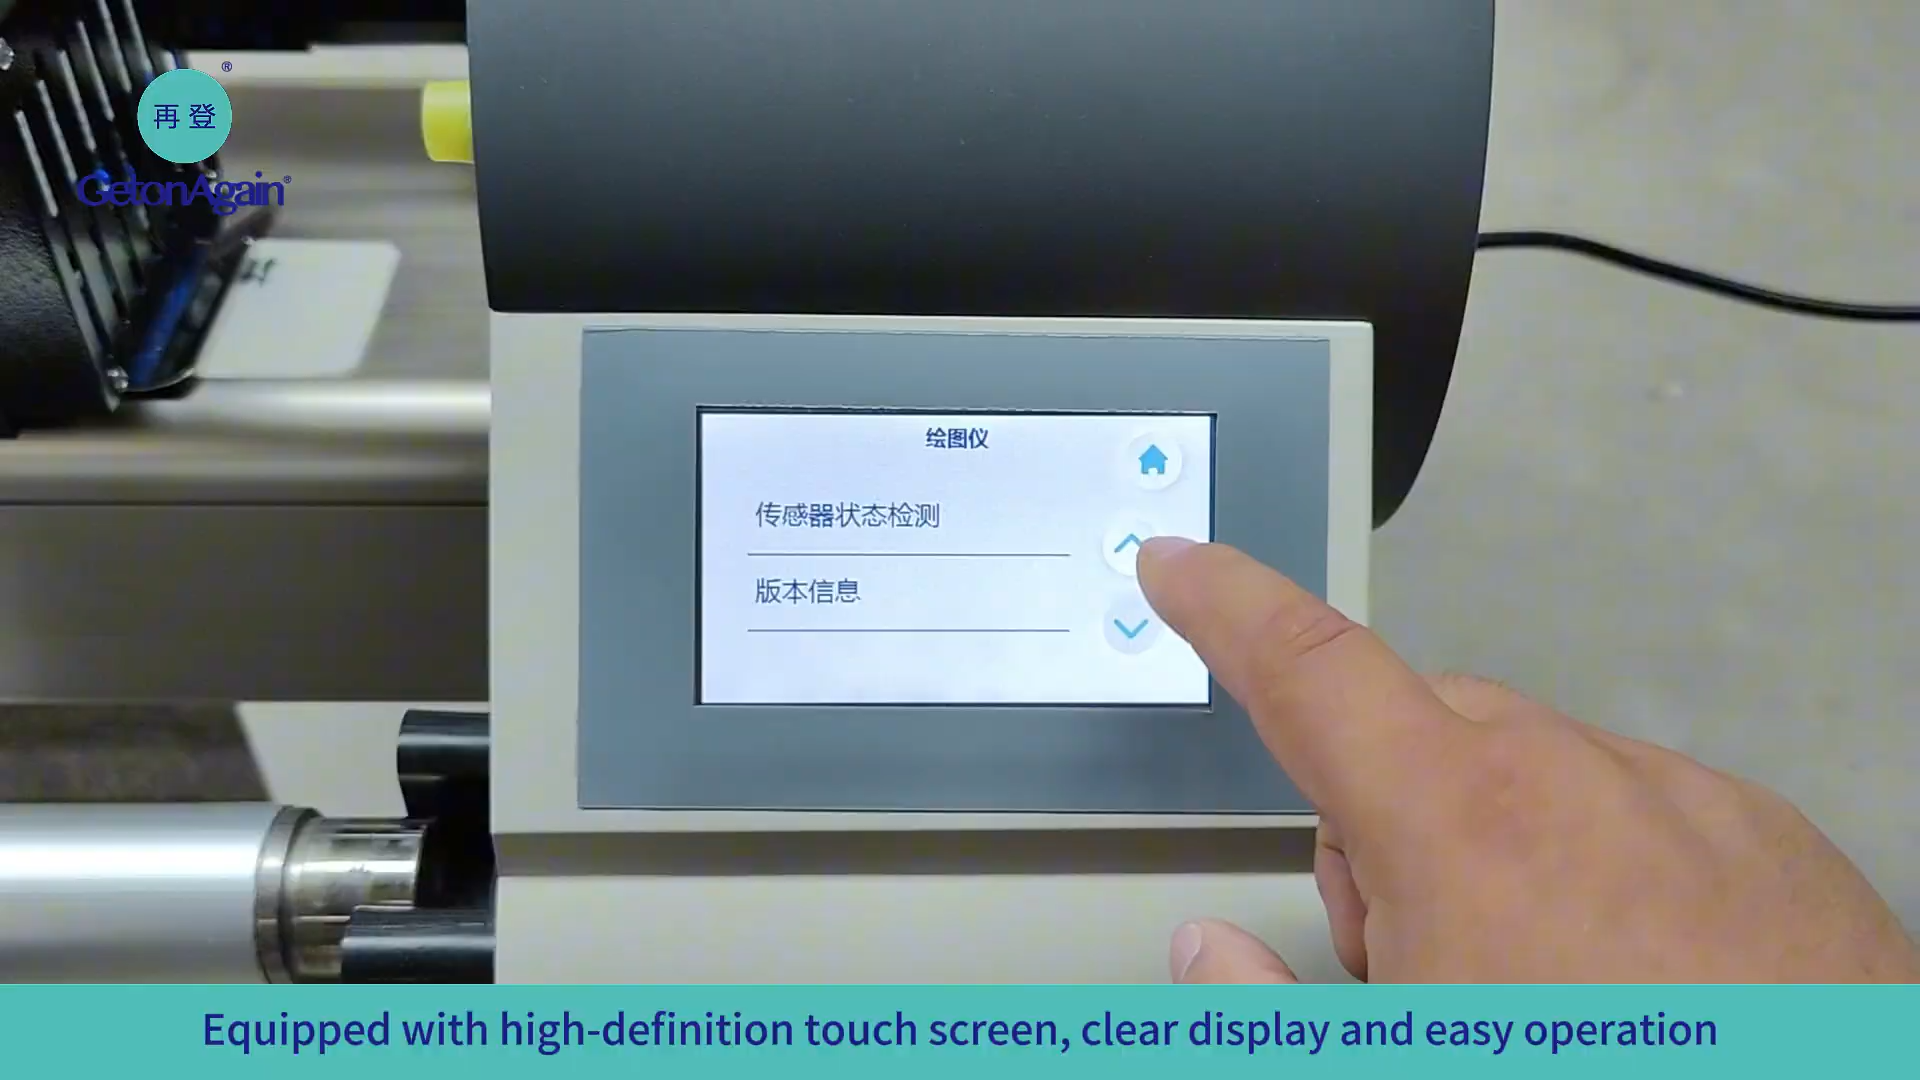 ®
再登
GetonAgain®
绘图仪
传感器状态检测
版本信息
Equipped with high-definition touch screen, clear display and easy operation